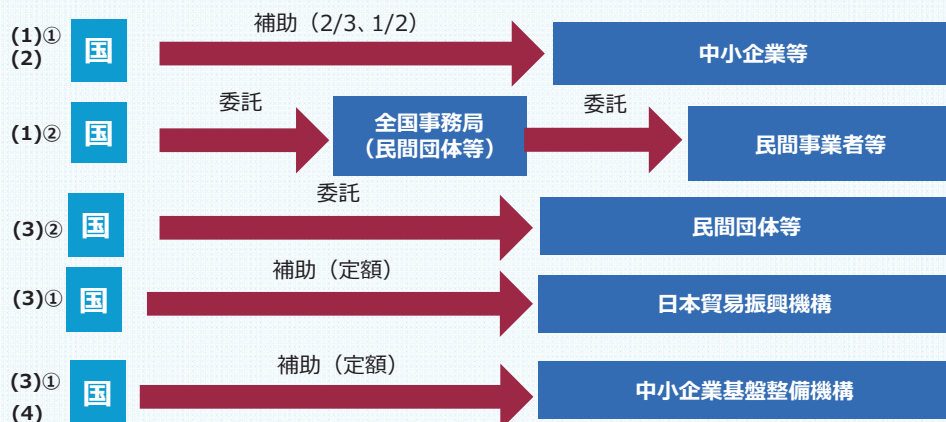 (1)①
(2)
国
補助（2/3、1/2）
中小企業等
(1)②
国
委託
全国事務局
（民間団体等）
委託
民間事業者等
(3)②
国
委託
民間団体等
(3)①
国
補助（定額）
日本貿易振興機構
(3)①
(4)
国
補助（定額）
中小企業基盤整備機構